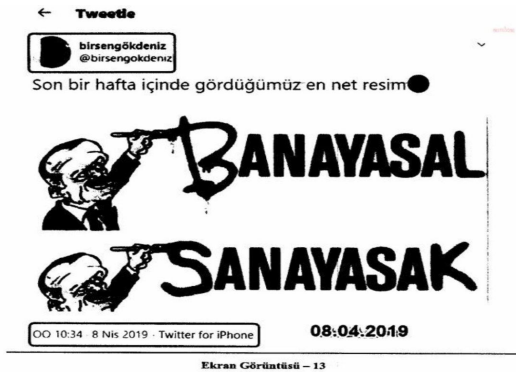 ← Tweetle
birsengökdeniz
@birsengokdeniz
Son bir hafta içinde gördüğümüz en net resim
BANAYASAL
SANAYASAK
OO 10:34 · 8 Nis 2019 · Twitter for iPhone
08.04.2019
Ekran Görüntüsü – 13